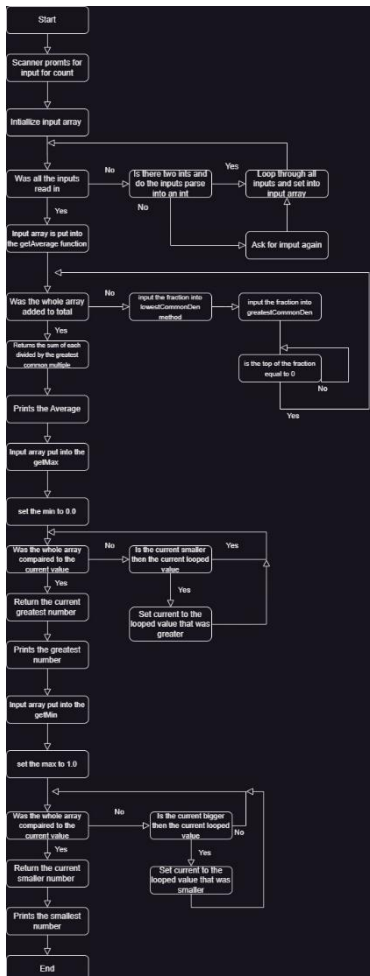 Start
Scanner promts for
input for count
Intiallize input array
Was all the inputs
read in
No
Is there two ints and
do the inputs parse
into an int
Yes
Loop through all
inputs and set into
input array
Yes
No
Input array is put into
the getAverage function
Ask for imput again
Was the whole array
added to total
No
input the fraction into
lowestCommonDen
method
input the fraction into
greatestCommonDen
Yes
Returns the sum of each
divided by the greatest
common multiple
is the top of the fraction
equal to 0
No
Yes
Prints the Average
Input array put into the
getMax
set the min to 0.0
Was the whole array
compaired to the
current value
No
Is the current smaller
then the current looped
value
Yes
Yes
Yes
Return the current
greatest number
Set current to the
looped value that was
greater
Prints the greatest
number
Input array put into the
getMin
set the max to 1.0
Was the whole array
compaired to the
current value
No
Is the current bigger
then the current looped
value
No
Yes
Yes
Return the current
smaller number
Set current to the
looped value that was
smaller
Prints the smallest
number
End